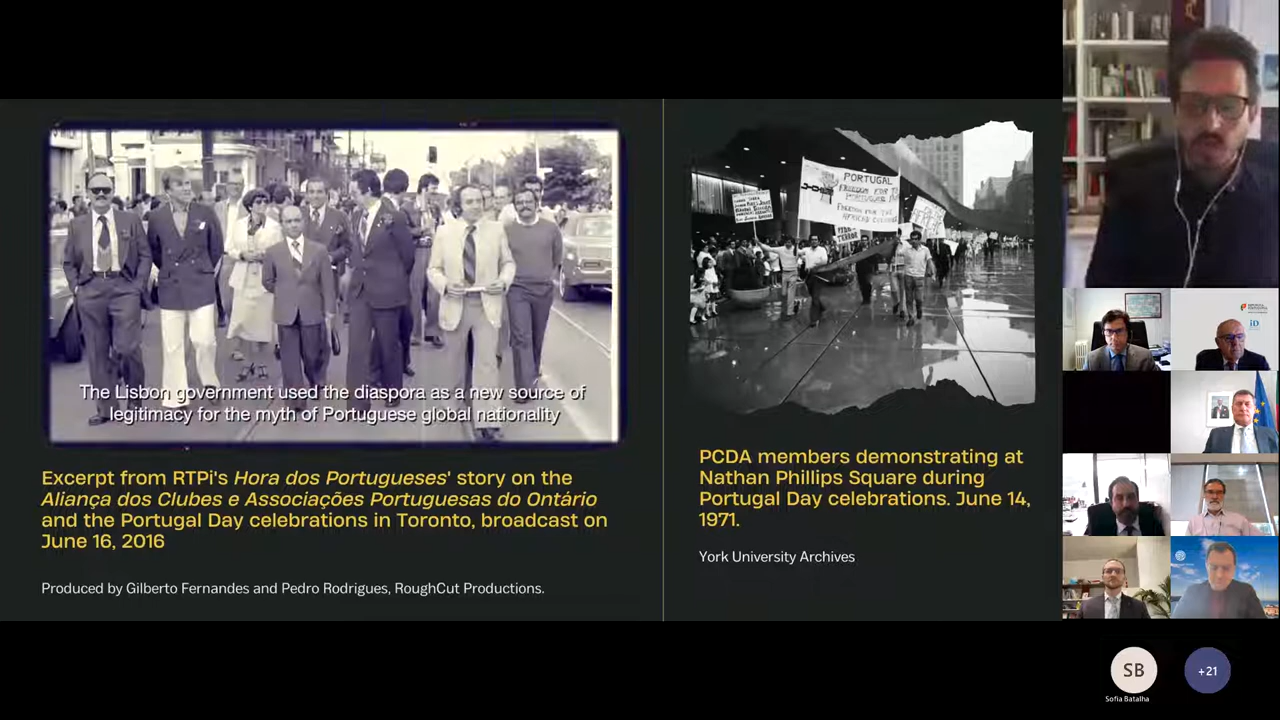 The Lisbon government used the diaspora as a new source of
legitimacy for the myth of Portuguese global nationality
Excerpt from RTPi's Hora dos Portugueses' story on the
Aliança dos Clubes e Associações Portuguesas do Ontário
and the Portugal Day celebrations in Toronto, broadcast on
June 16, 2016
Produced by Gilberto Fernandes and Pedro Rodrigues, RoughCut Productions.
PORTUGAL
FREEDOM FOR THE
FREEDOM FOR THE
PCDA members demonstrating at
Nathan Phillips Square during
Portugal Day celebrations. June 14,
1971.
York University Archives
iD
SB
Sofia Batalha
+21